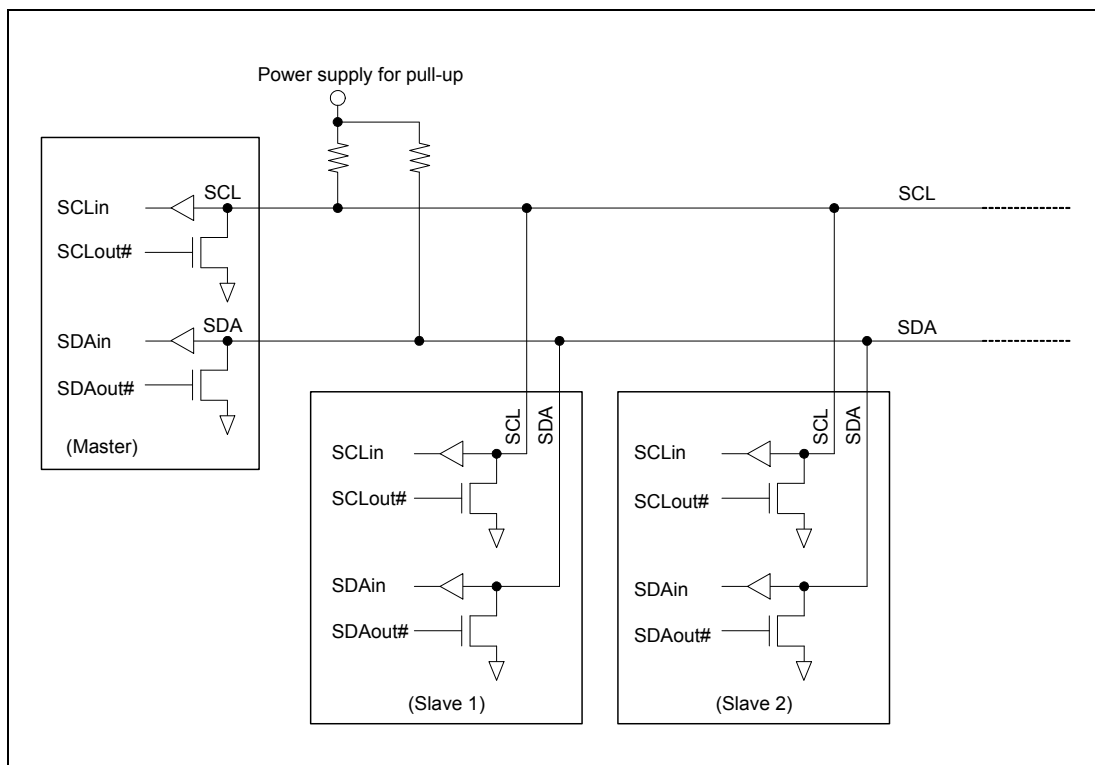 Power supply for pull-up
SCL
SCL
SCLin
SCLout#
SDA
SDA
SDAin
SDAout#
(Master)
SCL
SDA
SCLin
SCLout#
SDAin
SDAout#
(Slave 1)
SCL
SDA
SCLin
SCLout#
SDAin
SDAout#
(Slave 2)